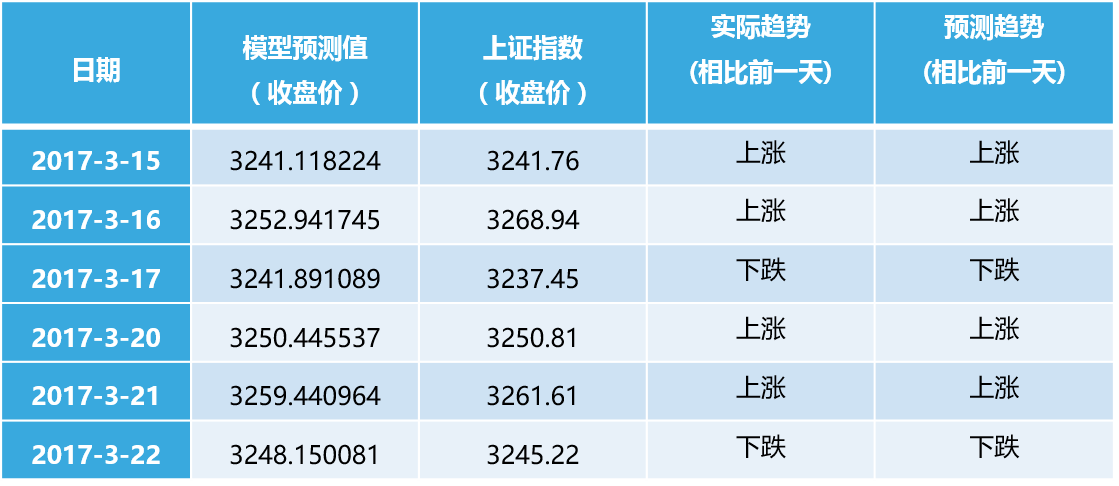 日期
模型预测值
（收盘价）
上证指数
（收盘价）
实际趋势
(相比前一天)
预测趋势
(相比前一天)
2017-3-15 3241.118224 3241.76 上涨 上涨
2017-3-16 3252.941745 3268.94 上涨 上涨
2017-3-17 3241.891089 3237.45 下跌 下跌
2017-3-20 3250.445537 3250.81 上涨 上涨
2017-3-21 3259.440964 3261.61 上涨 上涨
2017-3-22 3248.150081 3245.22 下跌 下跌